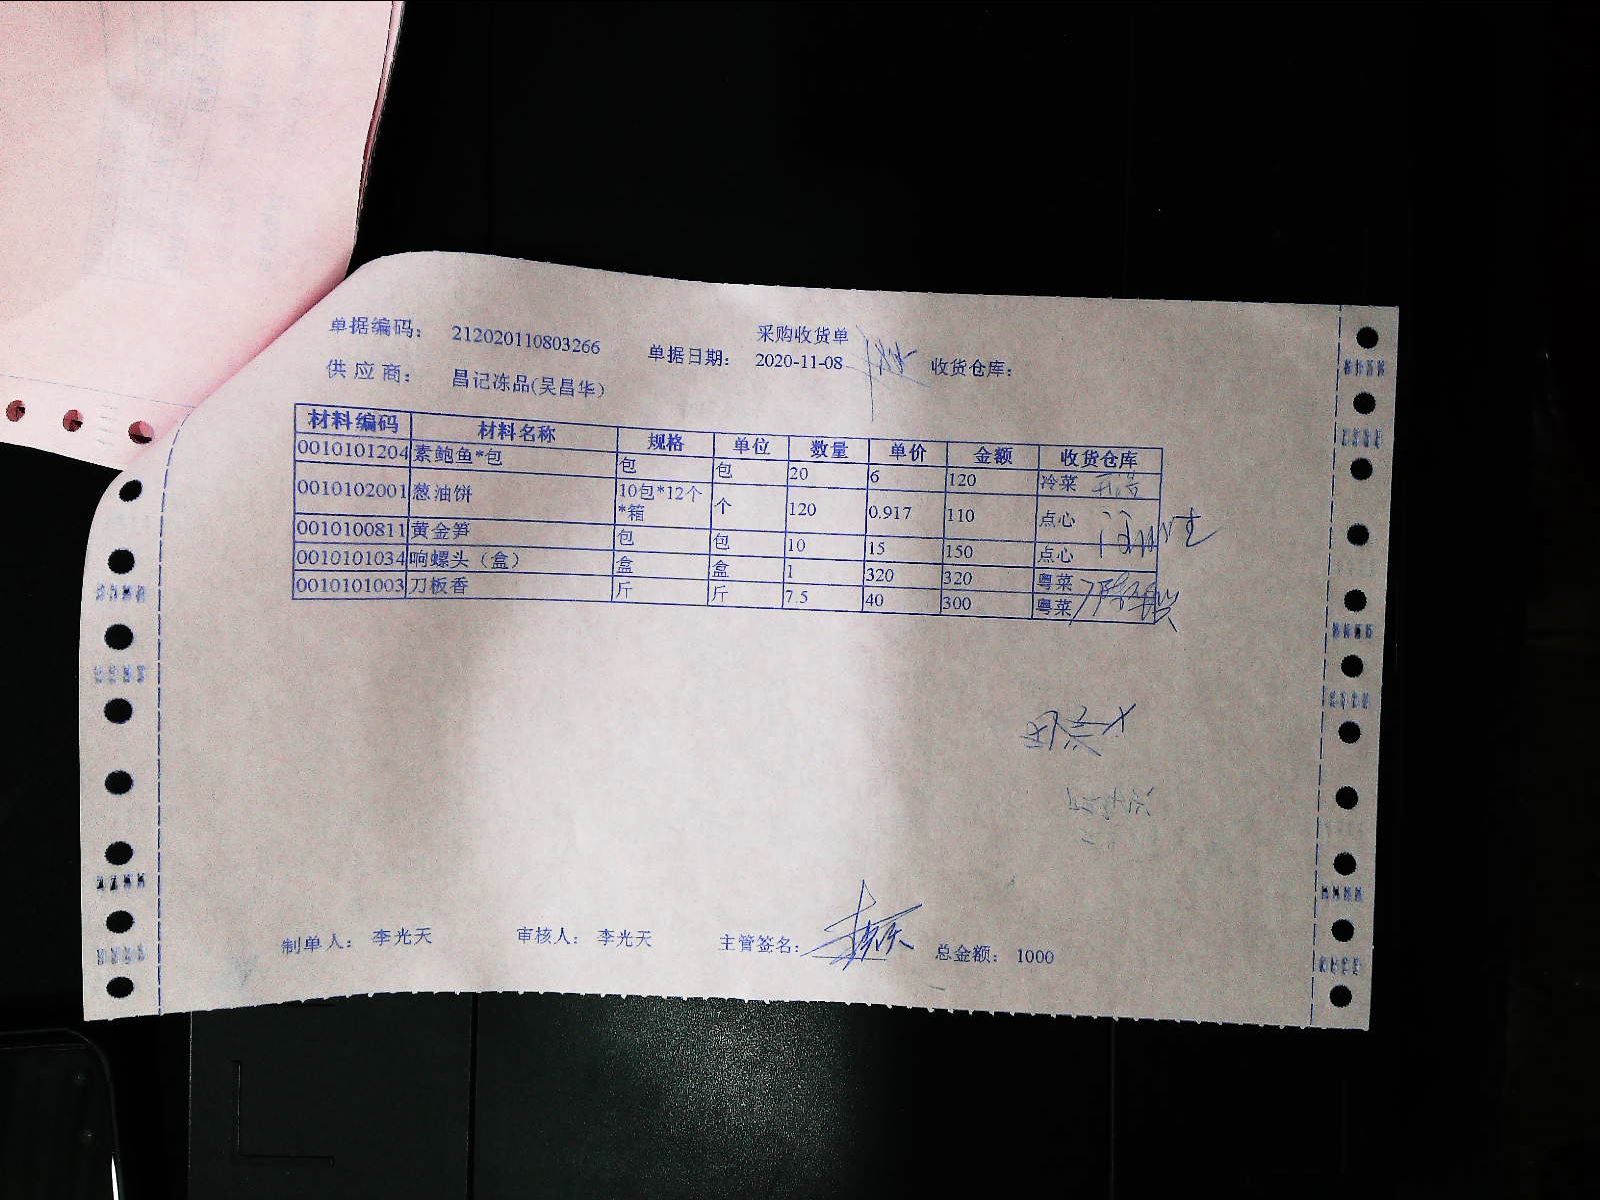 采购收货单
单据编码: 212020110803266 单据日期: 2020-11-08 收货仓库:
供应商: 昌记冻品(吴昌华)
材料编码 材料名称 规格 单位 数量 单价 金额 收货仓库
0010101204 素鲍鱼*包 包 包 20 6 120 冷菜
0010102001 葱油饼 10包*12个*箱 个 120 0.917 110 点心
0010100811 黄金笋 包 包 10 15 150 点心
0010101034 响螺头（盒） 盒 盒 1 320 320 粤菜
0010101003 刀板香 斤 斤 7.5 40 300 粤菜
制单人: 李光天 审核人: 李光天 主管签名: 总金额: 1000